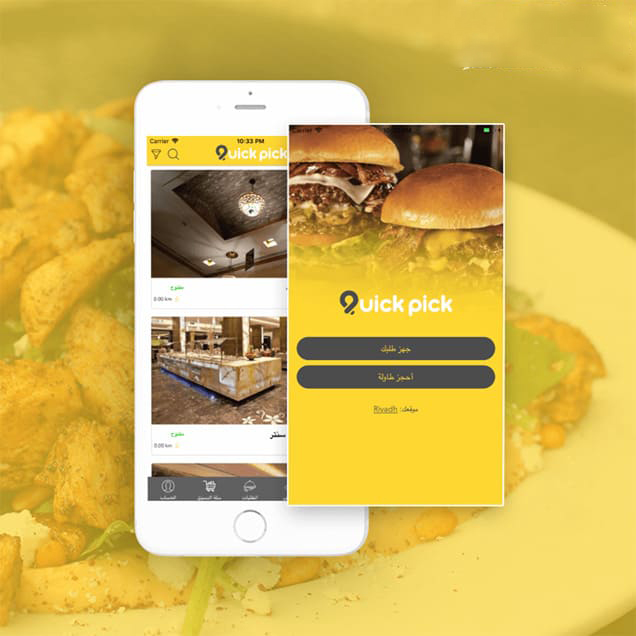 Carrier
10:33 PM
Quick pick
مفتوح
0.00 km
سنتر
مفتوح
0.00 km
الحساب
سلة التسوق
الطلبات
Carrier
Quick pick
جهز طلبك
أحجز طاولة
موقعك: Riyadh